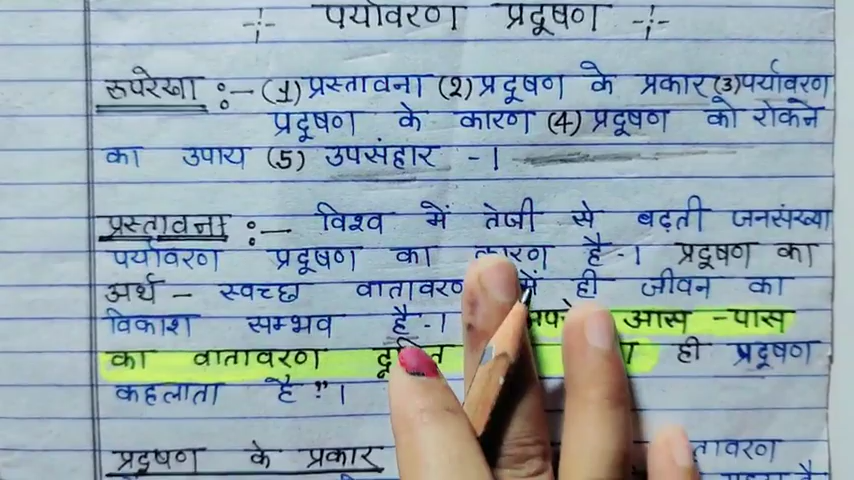 पर्यावरण प्रदूषण
रूपरेखा :- (1) प्रस्तावना (2) प्रदूषण के प्रकार (3) पर्यावरण
प्रदूषण के कारण (4) प्रदूषण को रोकने
का उपाय (5) उपसंहार -।
प्रस्तावना :- विश्व में तेजी से बढ़ती जनसंख्या
पर्यावरण प्रदूषण का कारण है -। प्रदूषण का
अर्थ - स्वच्छ वातावरण में ही जीवन का
विकाश सम्भव है -। आस -पास
का वातावरण ही प्रदूषण
कहलाता है"।
प्रदूषण के प्रकार